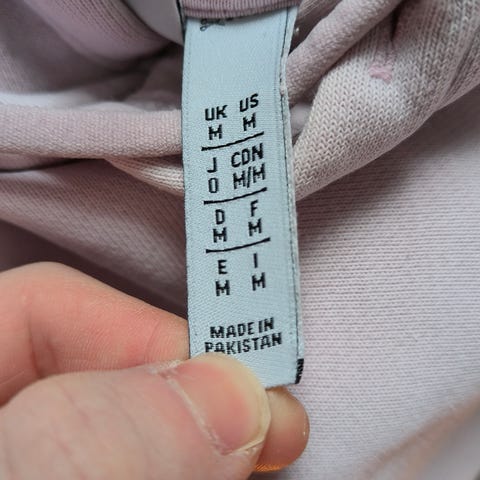 UK US
M M
J CDN
O M/M
D F
M M
E I
M M
MADE IN
PAKISTAN